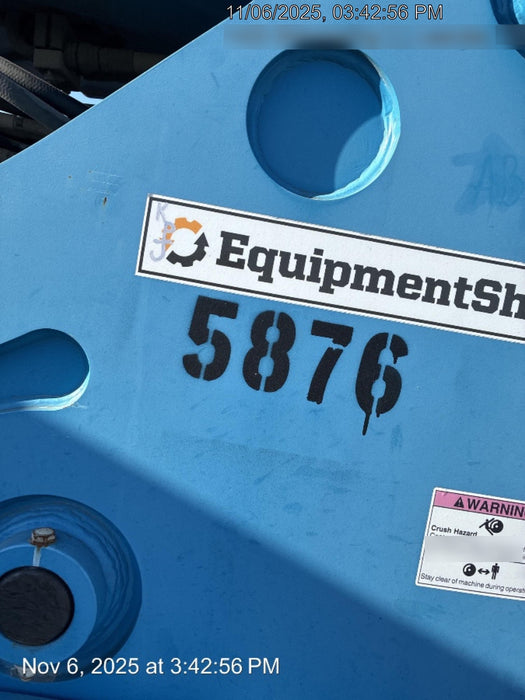 11/06/2025, 03:42:56 PM
EquipmentSh
5876
WARNIN
Crush Hazard
Stay clear of machine during operat
Nov 6, 2025 at 3:42:56 PM